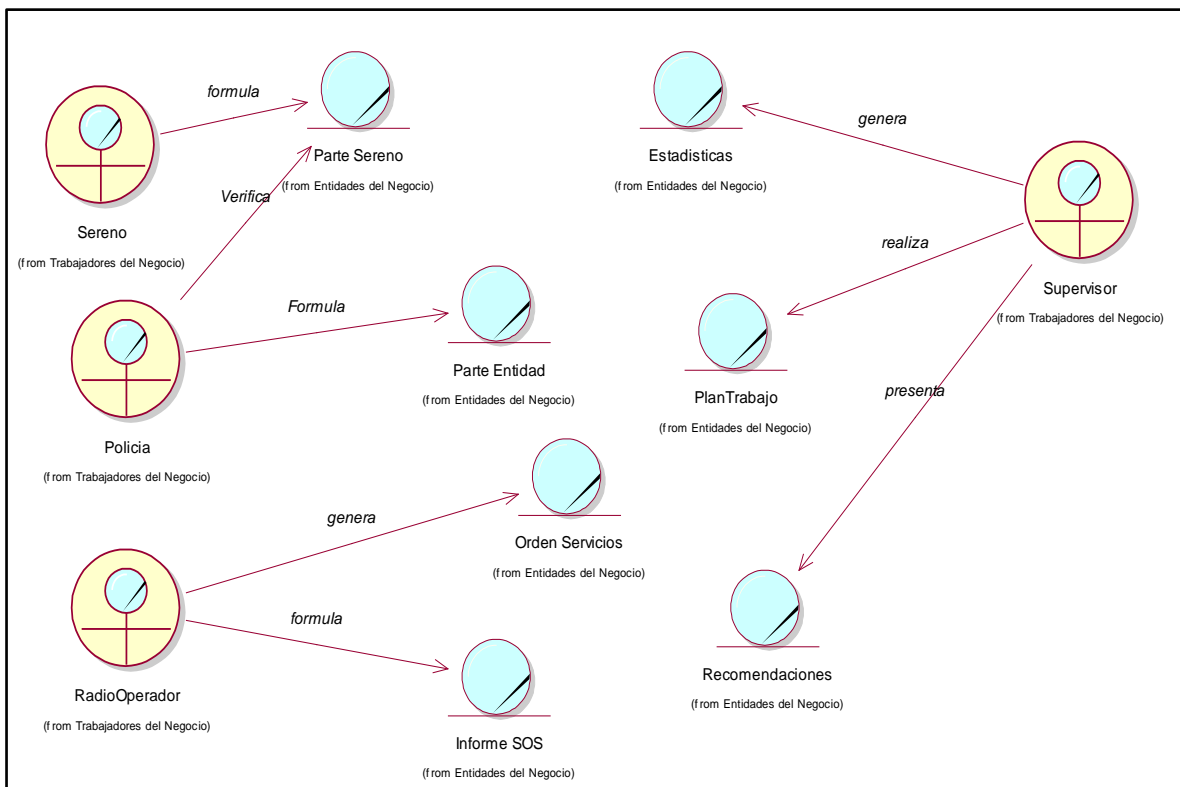 formula
Parte Sereno
(from Entidades del Negocio)
Verifica
Sereno
(from Trabajadores del Negocio)
Estadisticas
(from Entidades del Negocio)
genera
realiza
Supervisor
(from Trabajadores del Negocio)
Formula
Parte Entidad
(from Entidades del Negocio)
PlanTrabajo
(from Entidades del Negocio)
presenta
Policia
(from Trabajadores del Negocio)
genera
Orden Servicios
(from Entidades del Negocio)
formula
RadioOperador
(from Trabajadores del Negocio)
Informe SOS
(from Entidades del Negocio)
Recomendaciones
(from Entidades del Negocio)